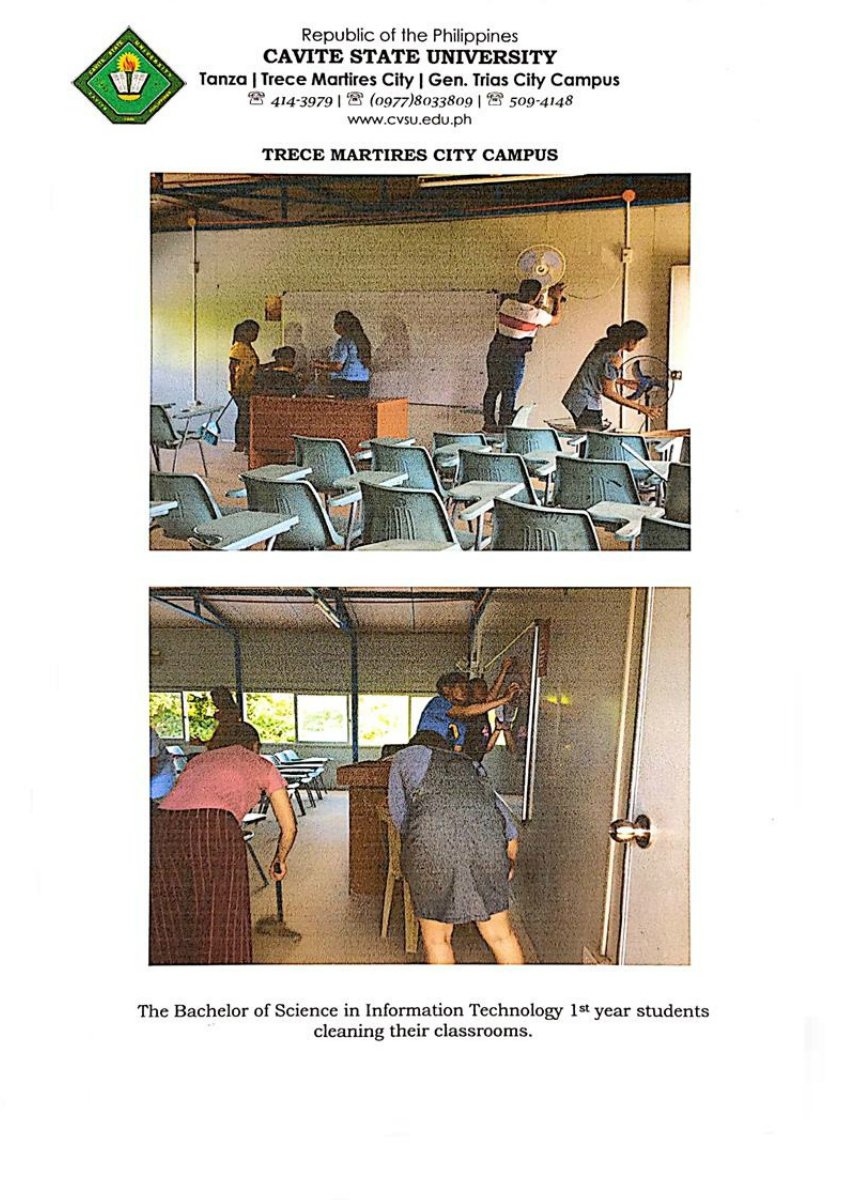 Republic of the Philippines
CAVITE STATE UNIVERSITY
Tanza | Trece Martires City | Gen. Trias City Campus
☏ 414-3979 | ☏ (0977)8033809 | ☏ 509-4148
www.cvsu.edu.ph
TRECE MARTIRES CITY CAMPUS
The Bachelor of Science in Information Technology 1st year students
cleaning their classrooms.